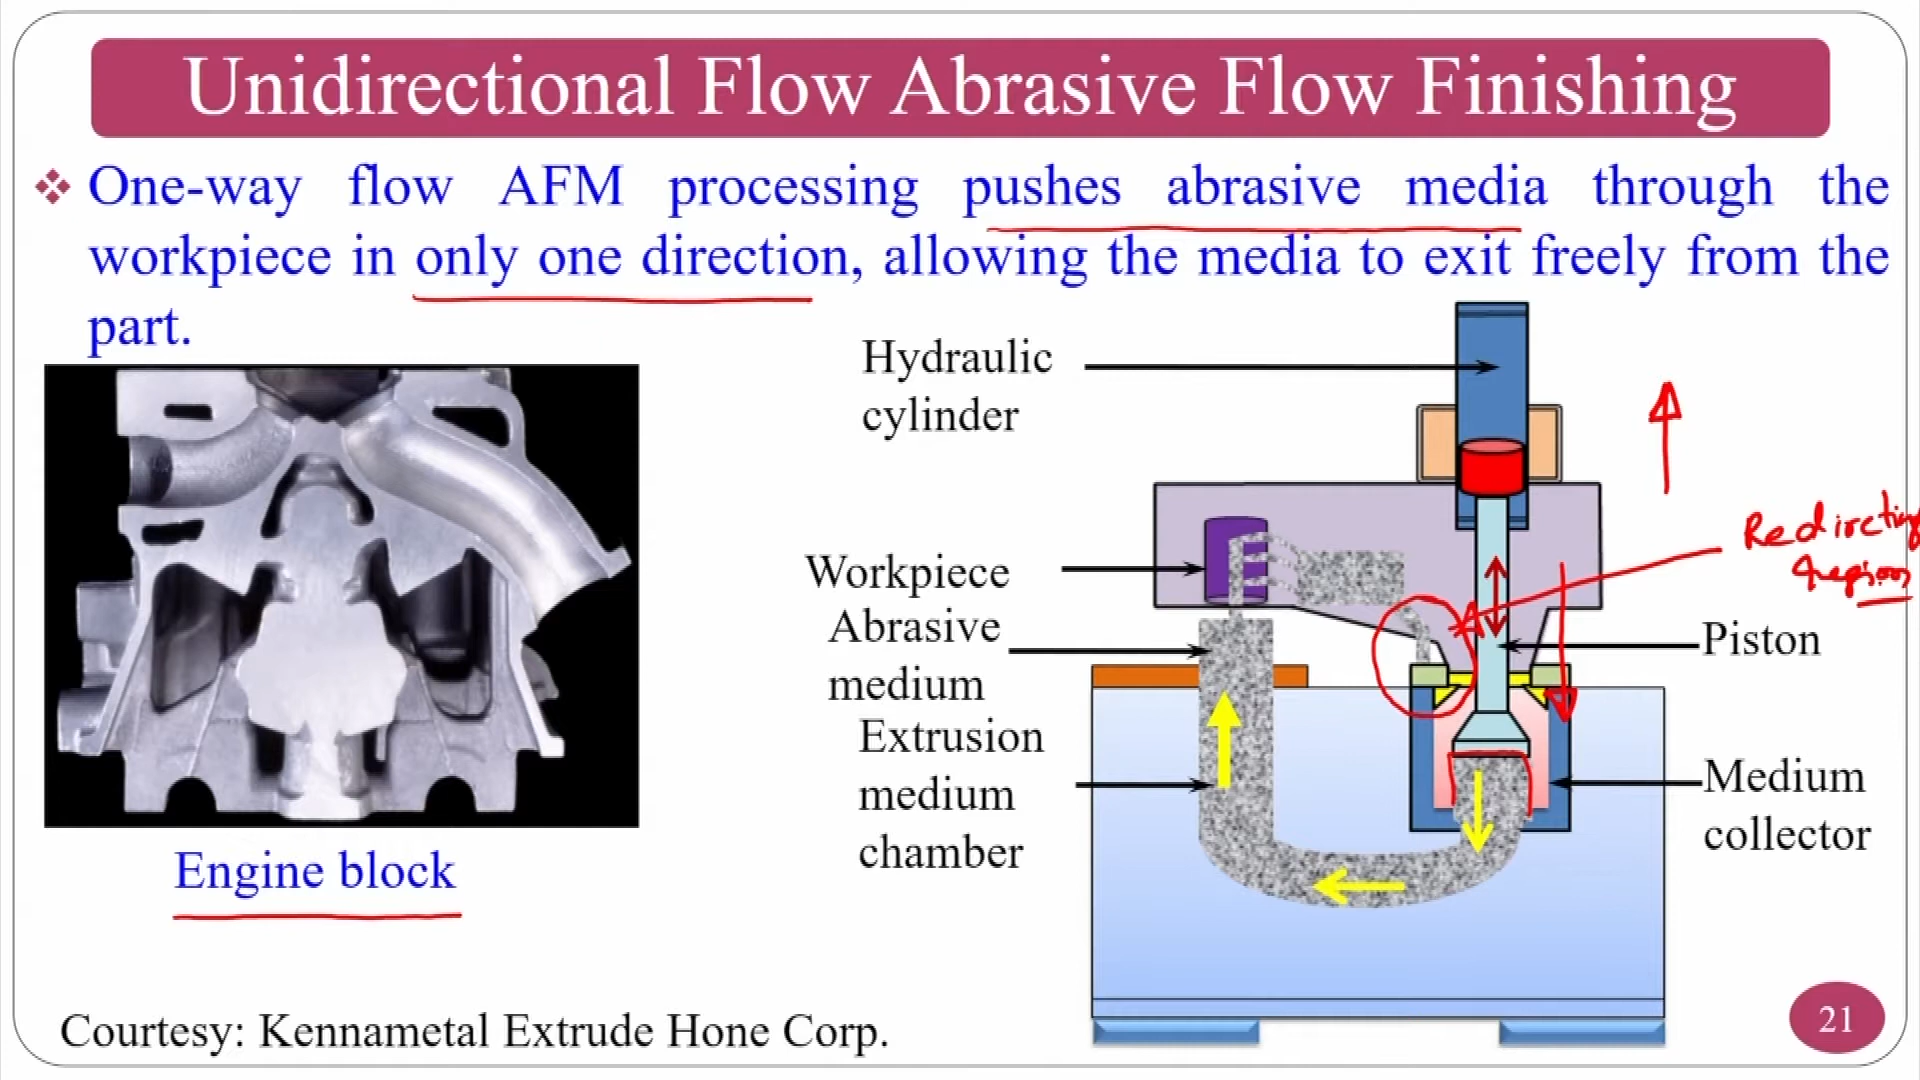 Unidirectional Flow Abrasive Flow Finishing
One-way flow AFM processing pushes abrasive media through the
workpiece in only one direction, allowing the media to exit freely from the
part.
Hydraulic
cylinder
Workpiece
Abrasive
medium
Extrusion
medium
chamber
Redirecting
region
Piston
Medium
collector
Engine block
Courtesy: Kennametal Extrude Hone Corp.
21